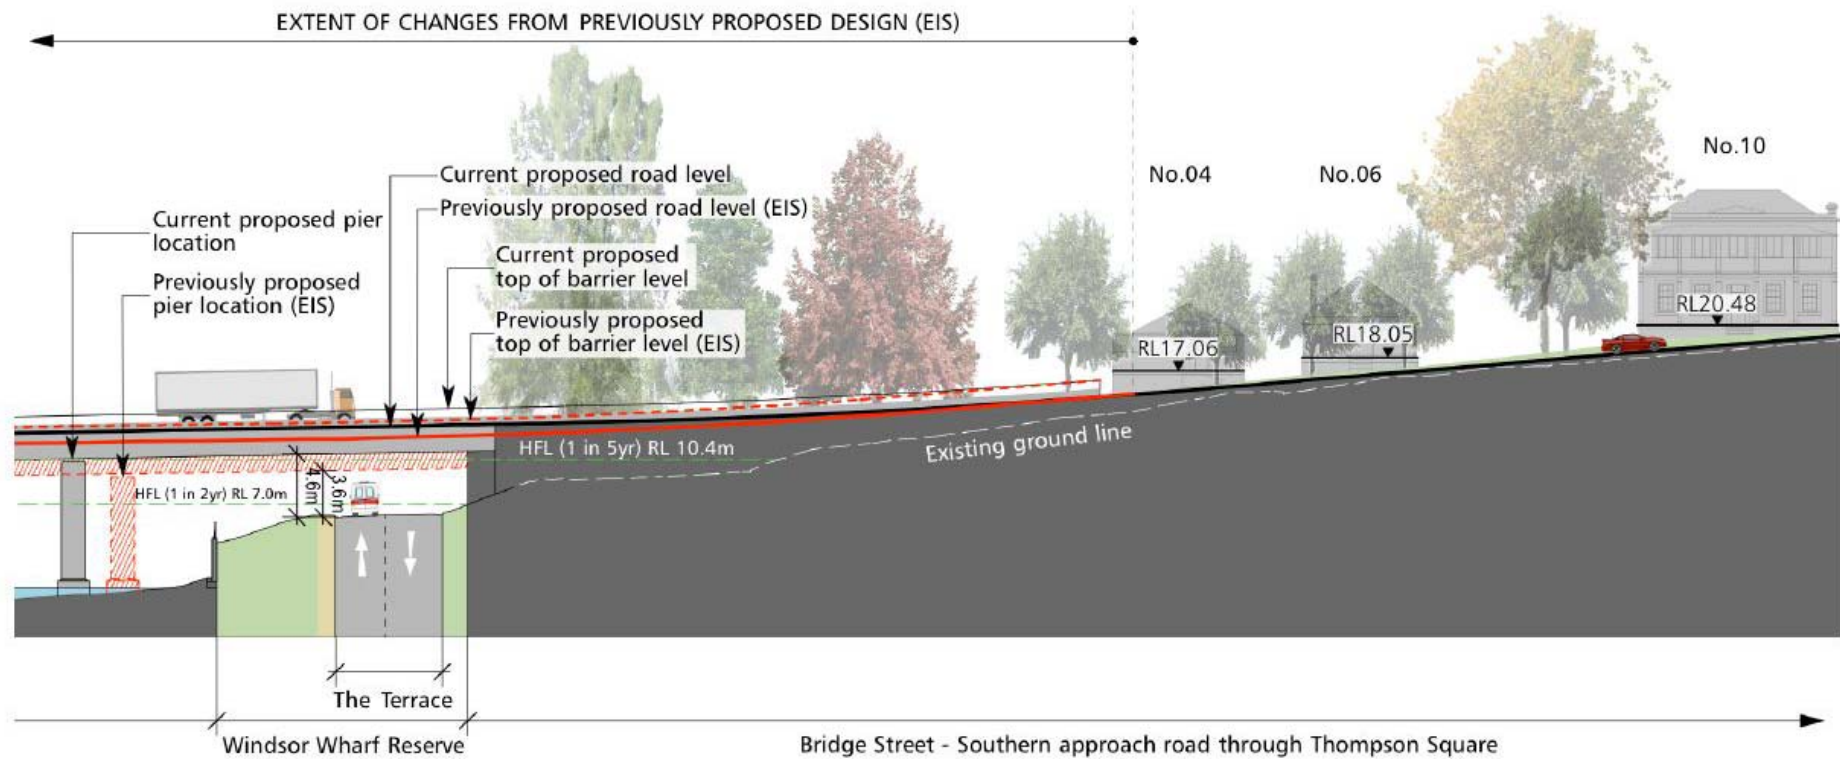 EXTENT OF CHANGES FROM PREVIOUSLY PROPOSED DESIGN (EIS)
No.10
No.04
No.06
Current proposed road level
Previously proposed road level (EIS)
Current proposed pier
location
Current proposed
top of barrier level
Previously proposed
pier location (EIS)
Previously proposed
top of barrier level (EIS)
RL20.48
RL18.05
RL17.06
HFL (1 in 5yr) RL 10.4m
Existing ground line
HFL (1 in 2yr) RL 7.0m
4.6m
3.6m
The Terrace
Windsor Wharf Reserve
Bridge Street - Southern approach road through Thompson Square